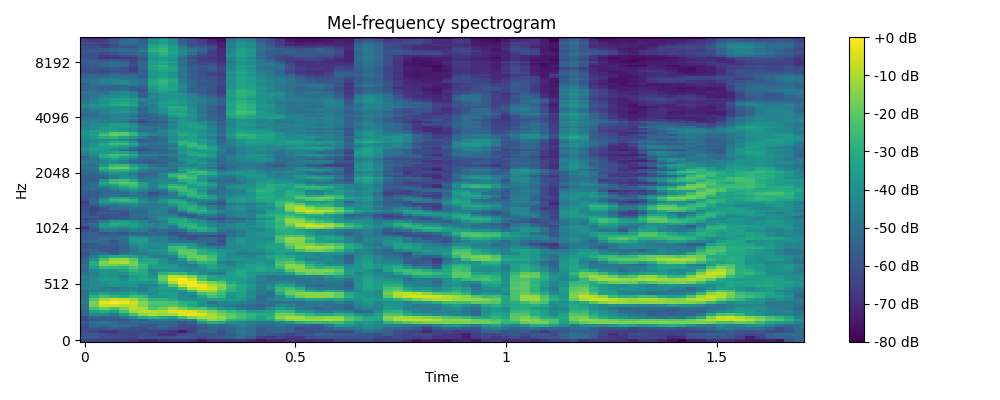 Mel-frequency spectrogram
Hz
8192
4096
2048
1024
512
0
0
0.5
1
1.5
Time
+0 dB
-10 dB
-20 dB
-30 dB
-40 dB
-50 dB
-60 dB
-70 dB
-80 dB